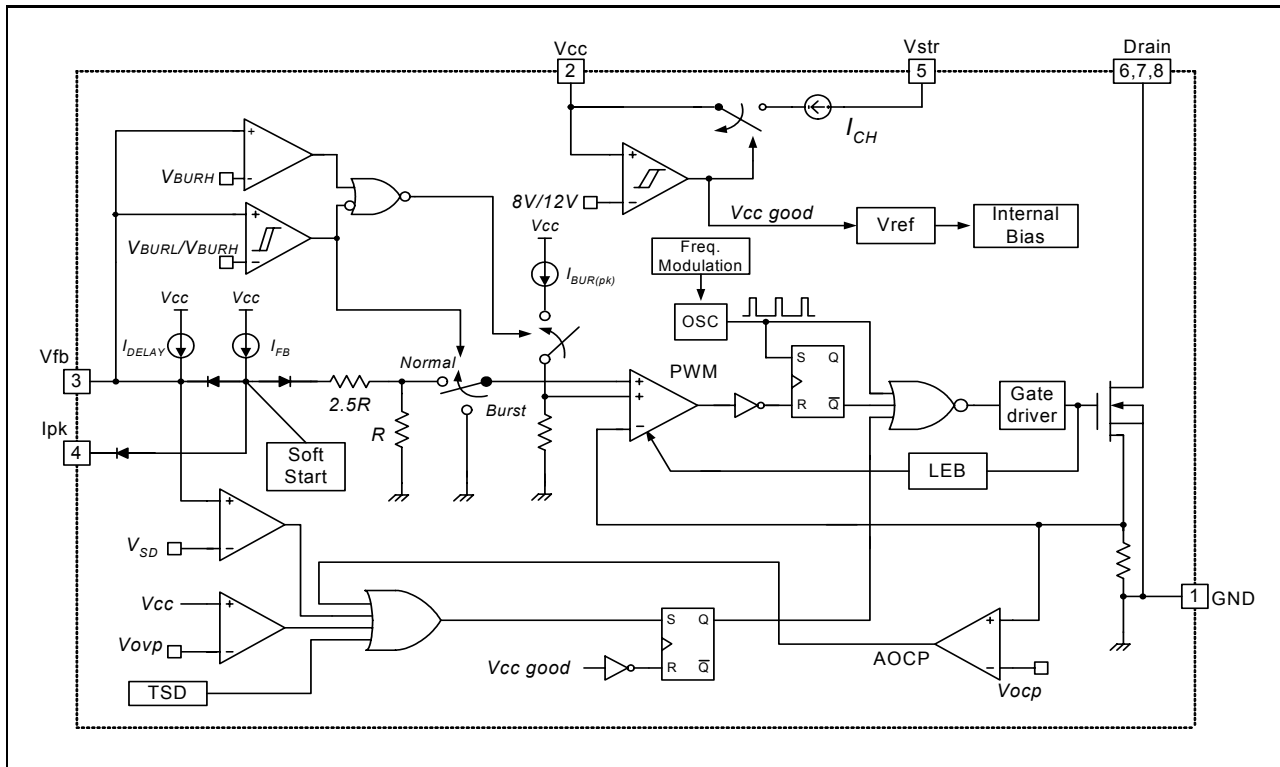 Vcc
2
Vstr
5
Drain
6,7,8
ICH
+
VBURH
-
+
VBURL/VBURH
-
+
8V/12V
-
Vcc good
Vref
Internal
Bias
Vcc
IBUR(pk)
Freq.
Modulation
OSC
Vcc
Vcc
IDELAY
IFB
Vfb
3
2.5R
R
Normal
Burst
PWM
+
+
-
S
Q
R
Q
Gate
driver
LEB
Ipk
4
Soft
Start
+
VSD
-
Vcc
+
Vovp
-
TSD
S
Q
R
Q
Vcc good
AOCP
+
-
Vocp
1
GND